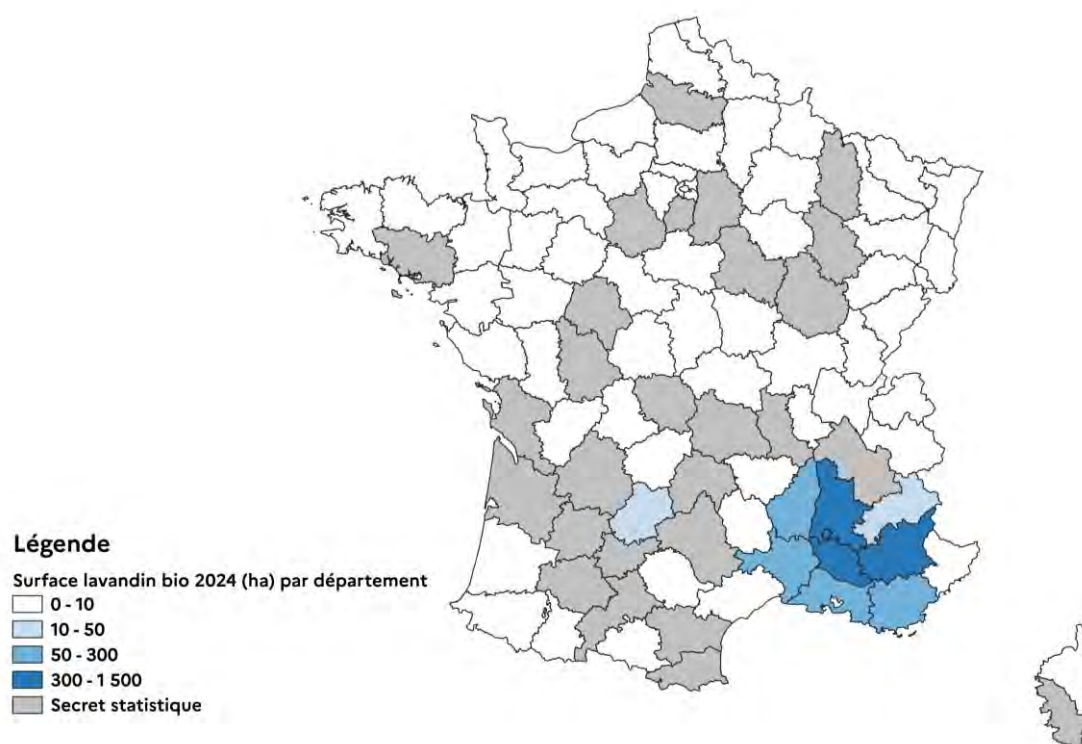 Légende
Surface lavandin bio 2024 (ha) par département
0 - 10
10 - 50
50 - 300
300 - 1 500
Secret statistique